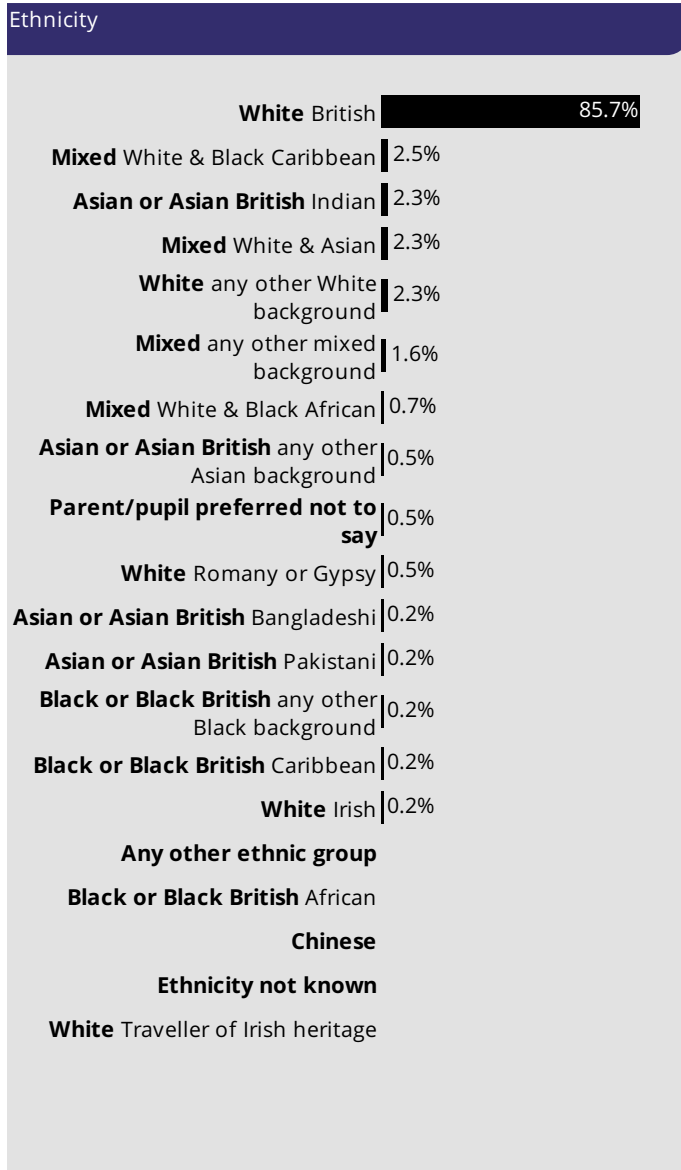 Ethnicity
White British 85.7%
Mixed White & Black Caribbean 2.5%
Asian or Asian British Indian 2.3%
Mixed White & Asian 2.3%
White any other White
background 2.3%
Mixed any other mixed
background 1.6%
Mixed White & Black African 0.7%
Asian or Asian British any other
Asian background 0.5%
Parent/pupil preferred not to
say 0.5%
White Romany or Gypsy 0.5%
Asian or Asian British Bangladeshi 0.2%
Asian or Asian British Pakistani 0.2%
Black or Black British any other
Black background 0.2%
Black or Black British Caribbean 0.2%
White Irish 0.2%
Any other ethnic group
Black or Black British African
Chinese
Ethnicity not known
White Traveller of Irish heritage